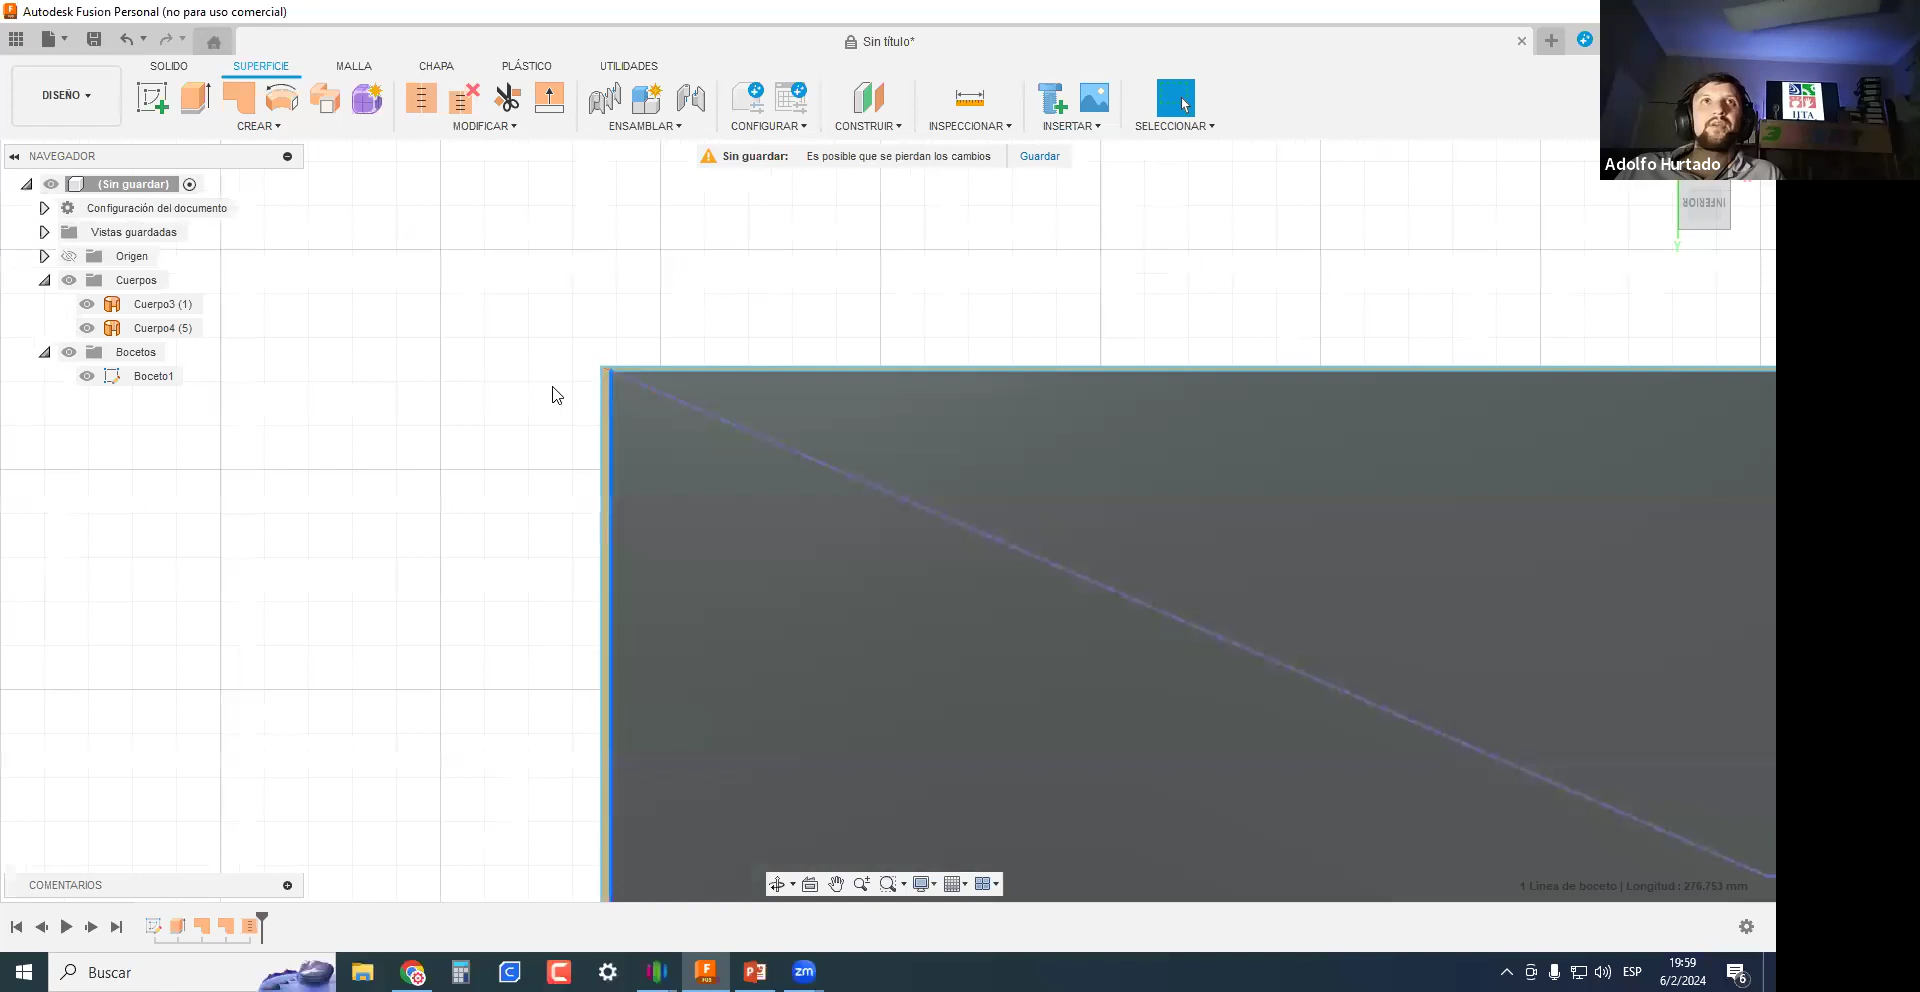 Autodesk Fusion Personal (no para uso comercial)
Sin título*
DISEÑO
SOLIDO
SUPERFICIE
MALLA
CHAPA
PLÁSTICO
UTILIDADES
CREAR
MODIFICAR
ENSAMBLAR
CONFIGURAR
CONSTRUIR
INSPECCIONAR
INSERTAR
SELECCIONAR
IITA
Adolfo Hurtado
NAVEGADOR
Sin guardar:
Es posible que se pierdan los cambios
Guardar
(Sin guardar)
Configuración del documento
Vistas guardadas
Origen
Cuerpos
Cuerpo3 (1)
Cuerpo4 (5)
Bocetos
Boceto1
INFERIOR
Y
COMENTARIOS
1 Línea de boceto | Longitud : 276.753 mm
Buscar
zm
ESP
19:59
6/2/2024
6